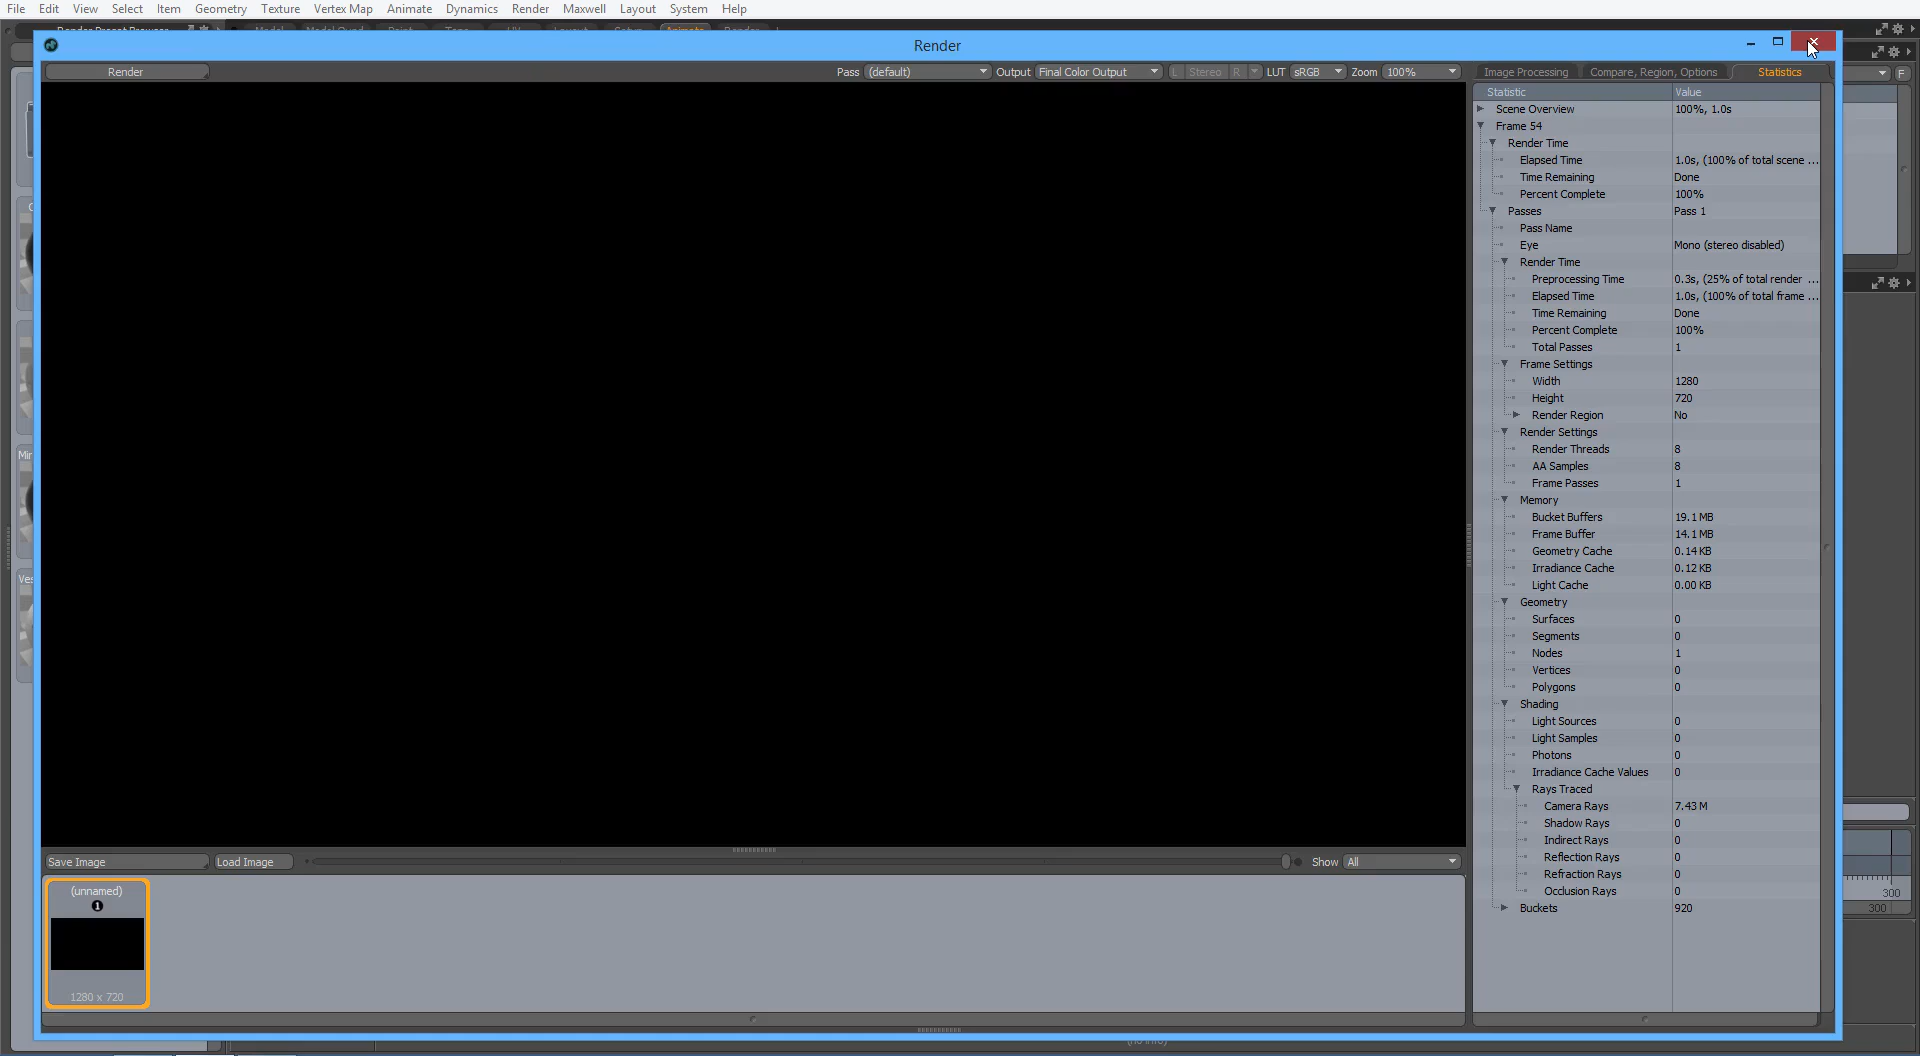 File Edit View Select Item Geometry Texture Vertex Map Animate Dynamics Render Maxwell Layout System Help
Render
Render Pass (default) Output Final Color Output L Stereo R LUT sRGB Zoom 100% Image Processing Compare, Region, Options Statistics F
Statistic Value
Scene Overview 100%, 1.0s
Frame 54
Render Time
Elapsed Time 1.0s, (100% of total scene ...
Time Remaining Done
Percent Complete 100%
Passes Pass 1
Pass Name
Eye Mono (stereo disabled)
Render Time
Preprocessing Time 0.3s, (25% of total render ...
Elapsed Time 1.0s, (100% of total frame ...
Time Remaining Done
Percent Complete 100%
Total Passes 1
Frame Settings
Width 1280
Height 720
Render Region No
Render Settings
Render Threads 8
AA Samples 8
Frame Passes 1
Memory
Bucket Buffers 19.1 MB
Frame Buffer 14.1 MB
Geometry Cache 0.14 KB
Irradiance Cache 0.12 KB
Light Cache 0.00 KB
Geometry
Surfaces 0
Segments 0
Nodes 1
Vertices 0
Polygons 0
Shading
Light Sources 0
Light Samples 0
Photons 0
Irradiance Cache Values 0
Rays Traced
Camera Rays 7.43 M
Shadow Rays 0
Indirect Rays 0
Reflection Rays 0
Refraction Rays 0
Occlusion Rays 0
Buckets 920
Save Image Load Image Show All
(unnamed)
1
1280 x 720
300
300